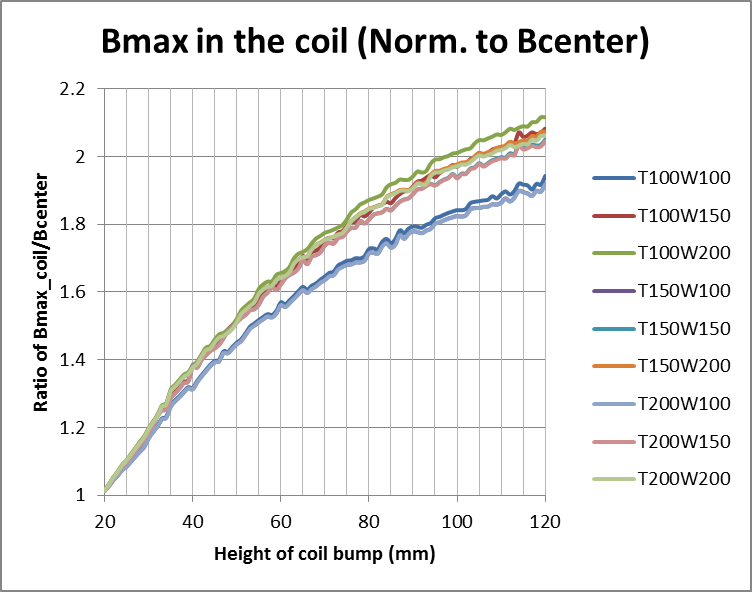 Bmax in the coil (Norm. to Bcenter)
2.2
2
1.8
1.6
1.4
1.2
1
Ratio of Bmax_coil/Bcenter
20 40 60 80 100 120
Height of coil bump (mm)
T100W100
T100W150
T100W200
T150W100
T150W150
T150W200
T200W100
T200W150
T200W200